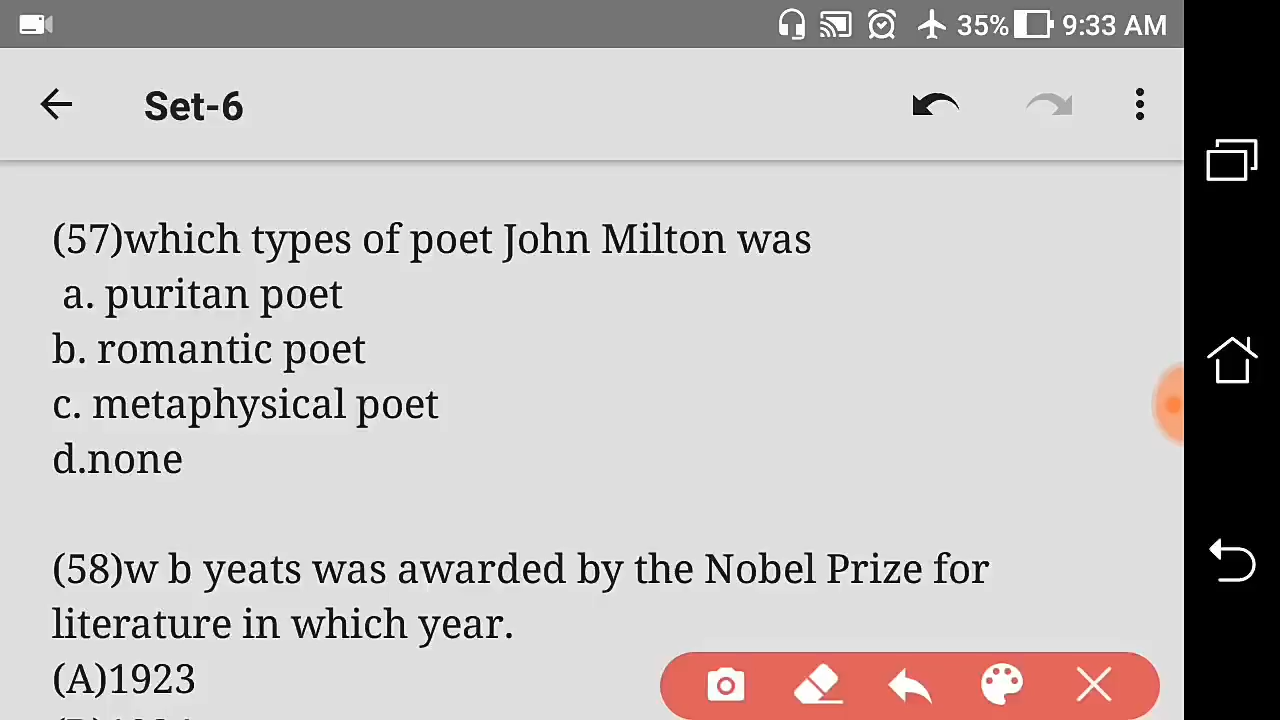 35% 9:33 AM
Set-6
(57)which types of poet John Milton was
a. puritan poet
b. romantic poet
c. metaphysical poet
d.none
(58)w b yeats was awarded by the Nobel Prize for
literature in which year.
(A)1923